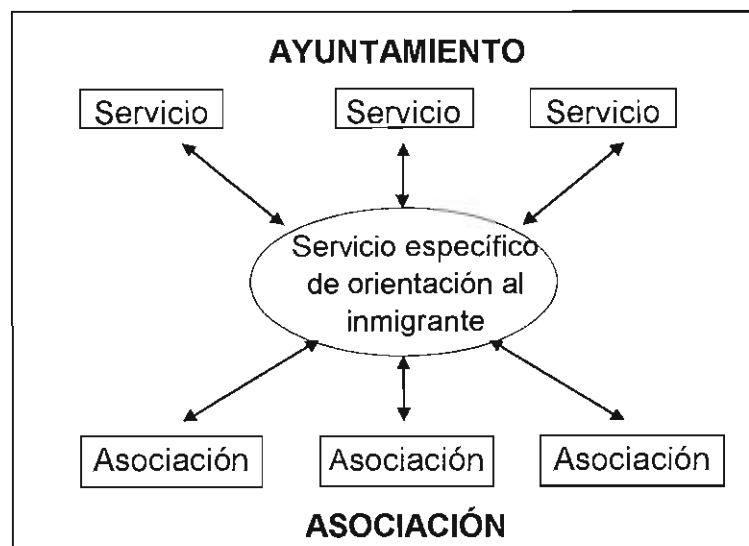 AYUNTAMIENTO
Servicio Servicio Servicio
Servicio específico
de orientación al
inmigrante
Asociación Asociación Asociación
ASOCIACIÓN